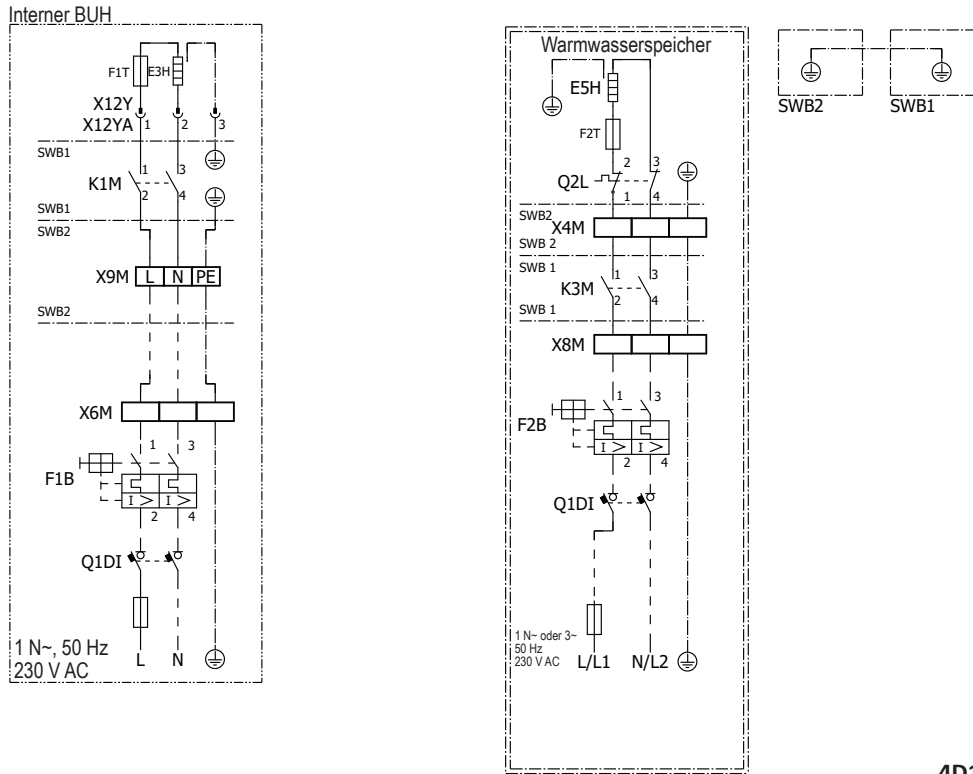 Interner BUH
F1T
E3H
X12Y
X12YA
1
2
3
SWB1
K1M
1
3
2
4
SWB1
SWB2
X9M
L
N
PE
SWB2
X6M
1
3
F1B
I >
I >
2
4
Q1DI
1 N~, 50 Hz
230 V AC
L
N
Warmwasserspeicher
E5H
F2T
2
3
Q2L
1
4
SWB2
X4M
SWB 2
SWB 1
1
3
K3M
2
4
SWB 1
X8M
1
3
F2B
I >
I >
2
4
Q1DI
1 N~ oder 3~
50 Hz
230 V AC
L/L1
N/L2
SWB2
SWB1